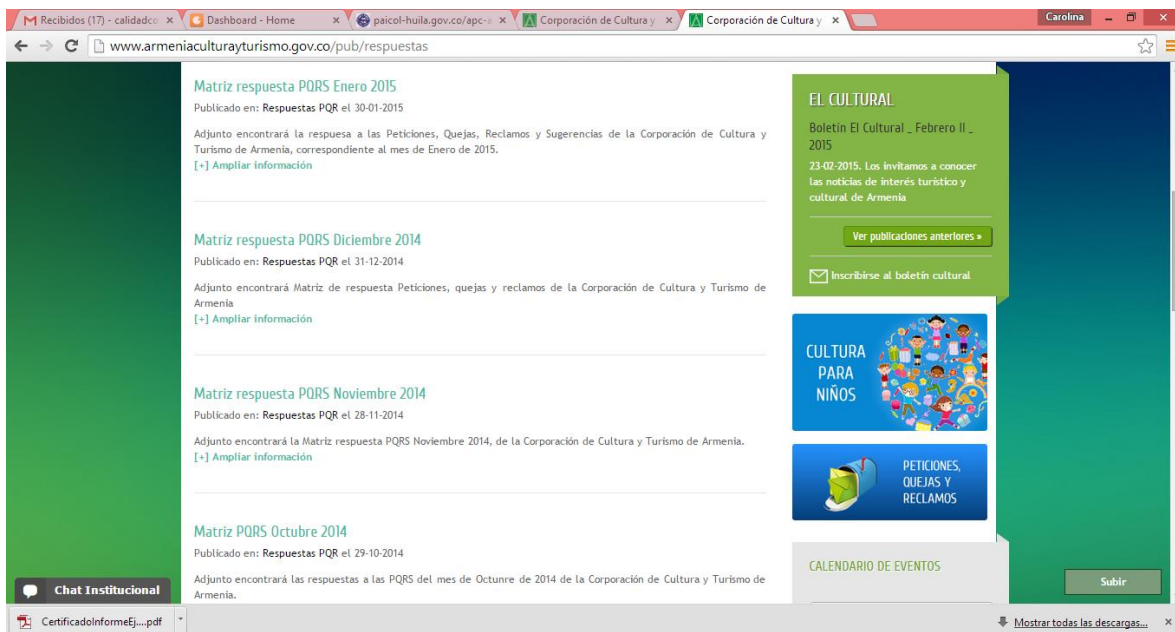 Recibidos (17) - calidadco
Dashboard - Home
paicol-huila.gov.co/apc-a
Corporación de Cultura y
Corporación de Cultura y
Carolina
www.armeniaculturayturismo.gov.co/pub/respuestas
Matriz respuesta PQRS Enero 2015
Publicado en: Respuestas PQR el 30-01-2015
Adjunto encontrará la respuesa a las Peticiones, Quejas, Reclamos y Sugerencias de la Corporación de Cultura y
Turismo de Armenia, correspondiente al mes de Enero de 2015.
[+] Ampliar información
Matriz respuesta PQRS Diciembre 2014
Publicado en: Respuestas PQR el 31-12-2014
Adjunto encontrará Matriz de respuesta Peticiones, quejas y reclamos de la Corporación de Cultura y Turismo de
Armenia
[+] Ampliar información
Matriz respuesta PQRS Noviembre 2014
Publicado en: Respuestas PQR el 28-11-2014
Adjunto encontrará la Matriz respuesta PQRS Noviembre 2014, de la Corporación de Cultura y Turismo de Armenia.
[+] Ampliar información
Matriz PQRS Octubre 2014
Publicado en: Respuestas PQR el 29-10-2014
Adjunto encontrará las respuestas a las PQRS del mes de Octunre de 2014 de la Corporación de Cultura y Turismo de
Armenia.
EL CULTURAL
Boletín El Cultural _ Febrero II _
2015
23-02-2015. Los invitamos a conocer
las noticias de interés turístico y
cultural de Armenia
Ver publicaciones anteriores »
Inscribirse al boletín cultural
CULTURA
PARA
NIÑOS
PETICIONES,
QUEJAS Y
RECLAMOS
CALENDARIO DE EVENTOS
Subir
Chat Institucional
CertificadoInformeEj....pdf
Mostrar todas las descargas...